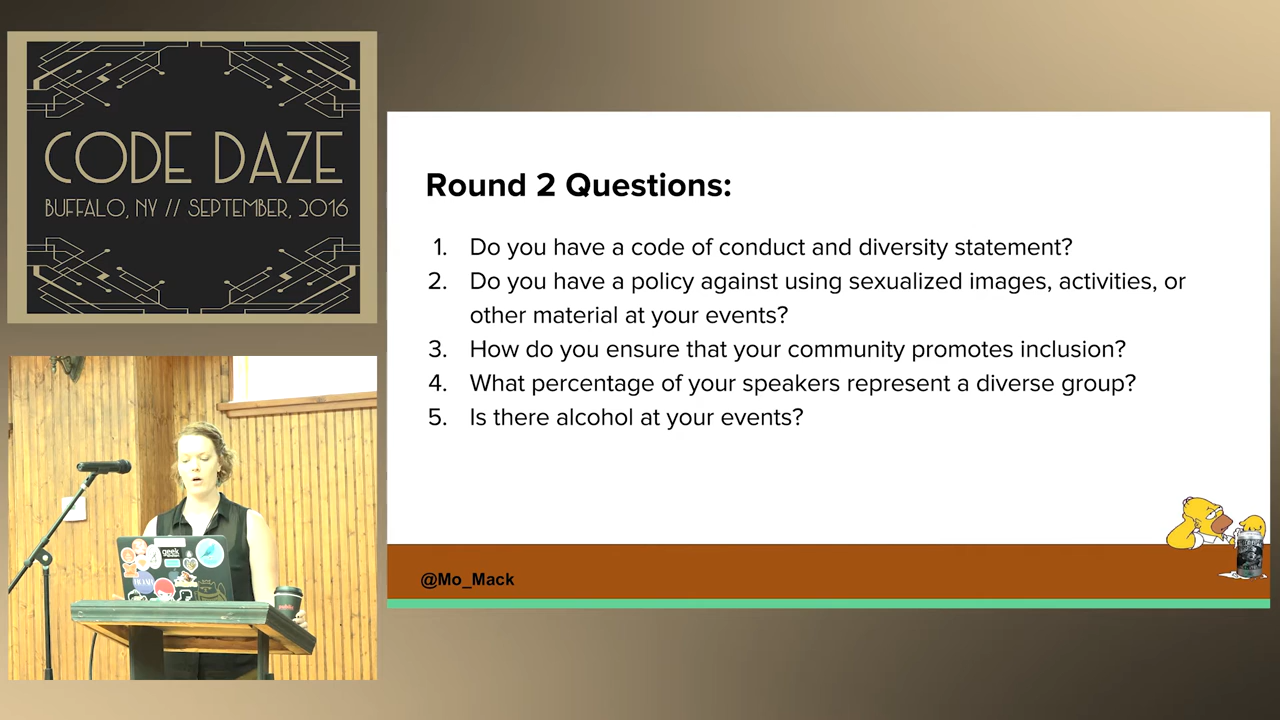 CODE DAZE
BUFFALO, NY // SEPTEMBER, 2016
Round 2 Questions:
1. Do you have a code of conduct and diversity statement?
2. Do you have a policy against using sexualized images, activities, or
other material at your events?
3. How do you ensure that your community promotes inclusion?
4. What percentage of your speakers represent a diverse group?
5. Is there alcohol at your events?
@Mo_Mack
geek